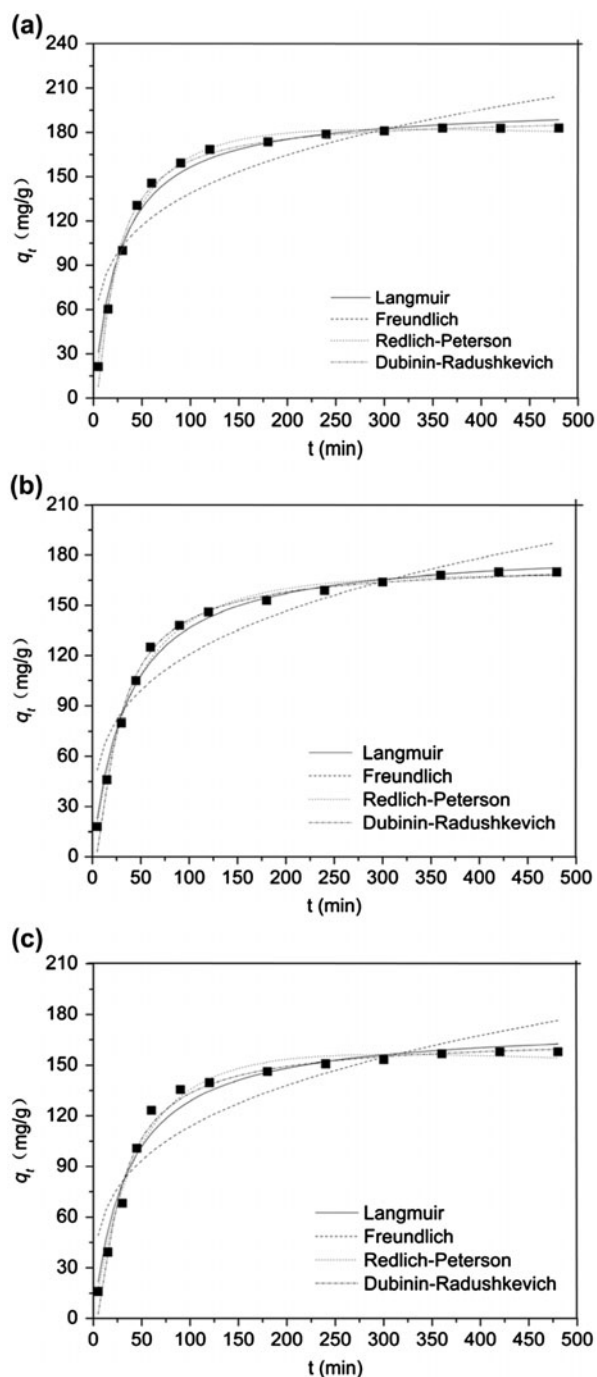 (a)
240
210
180
150
120
90
60
30
0
q_t (mg/g)
Langmuir
Freundlich
Redlich-Peterson
Dubinin-Radushkevich
0 50 100 150 200 250 300 350 400 450 500
t (min)
(b)
210
180
150
120
90
60
30
0
q_t (mg/g)
Langmuir
Freundlich
Redlich-Peterson
Dubinin-Radushkevich
0 50 100 150 200 250 300 350 400 450 500
t (min)
(c)
210
180
150
120
90
60
30
0
q_t (mg/g)
Langmuir
Freundlich
Redlich-Peterson
Dubinin-Radushkevich
0 50 100 150 200 250 300 350 400 450 500
t (min)